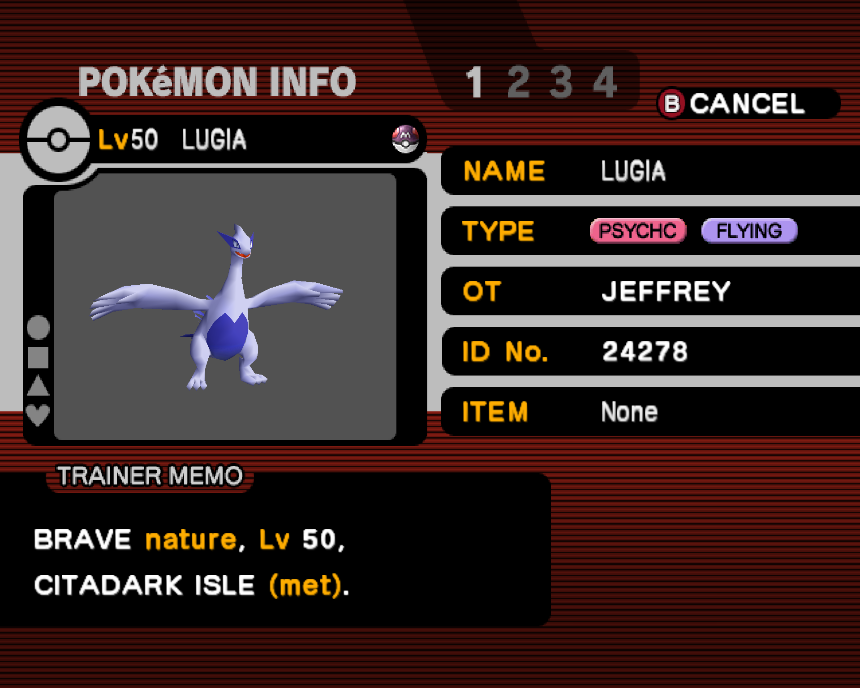 POKéMON INFO
1 2 3 4
B CANCEL
Lv50 LUGIA
M
NAME LUGIA
TYPE PSYCHC FLYING
OT JEFFREY
ID No. 24278
ITEM None
TRAINER MEMO
BRAVE nature, Lv 50,
CITADARK ISLE (met).